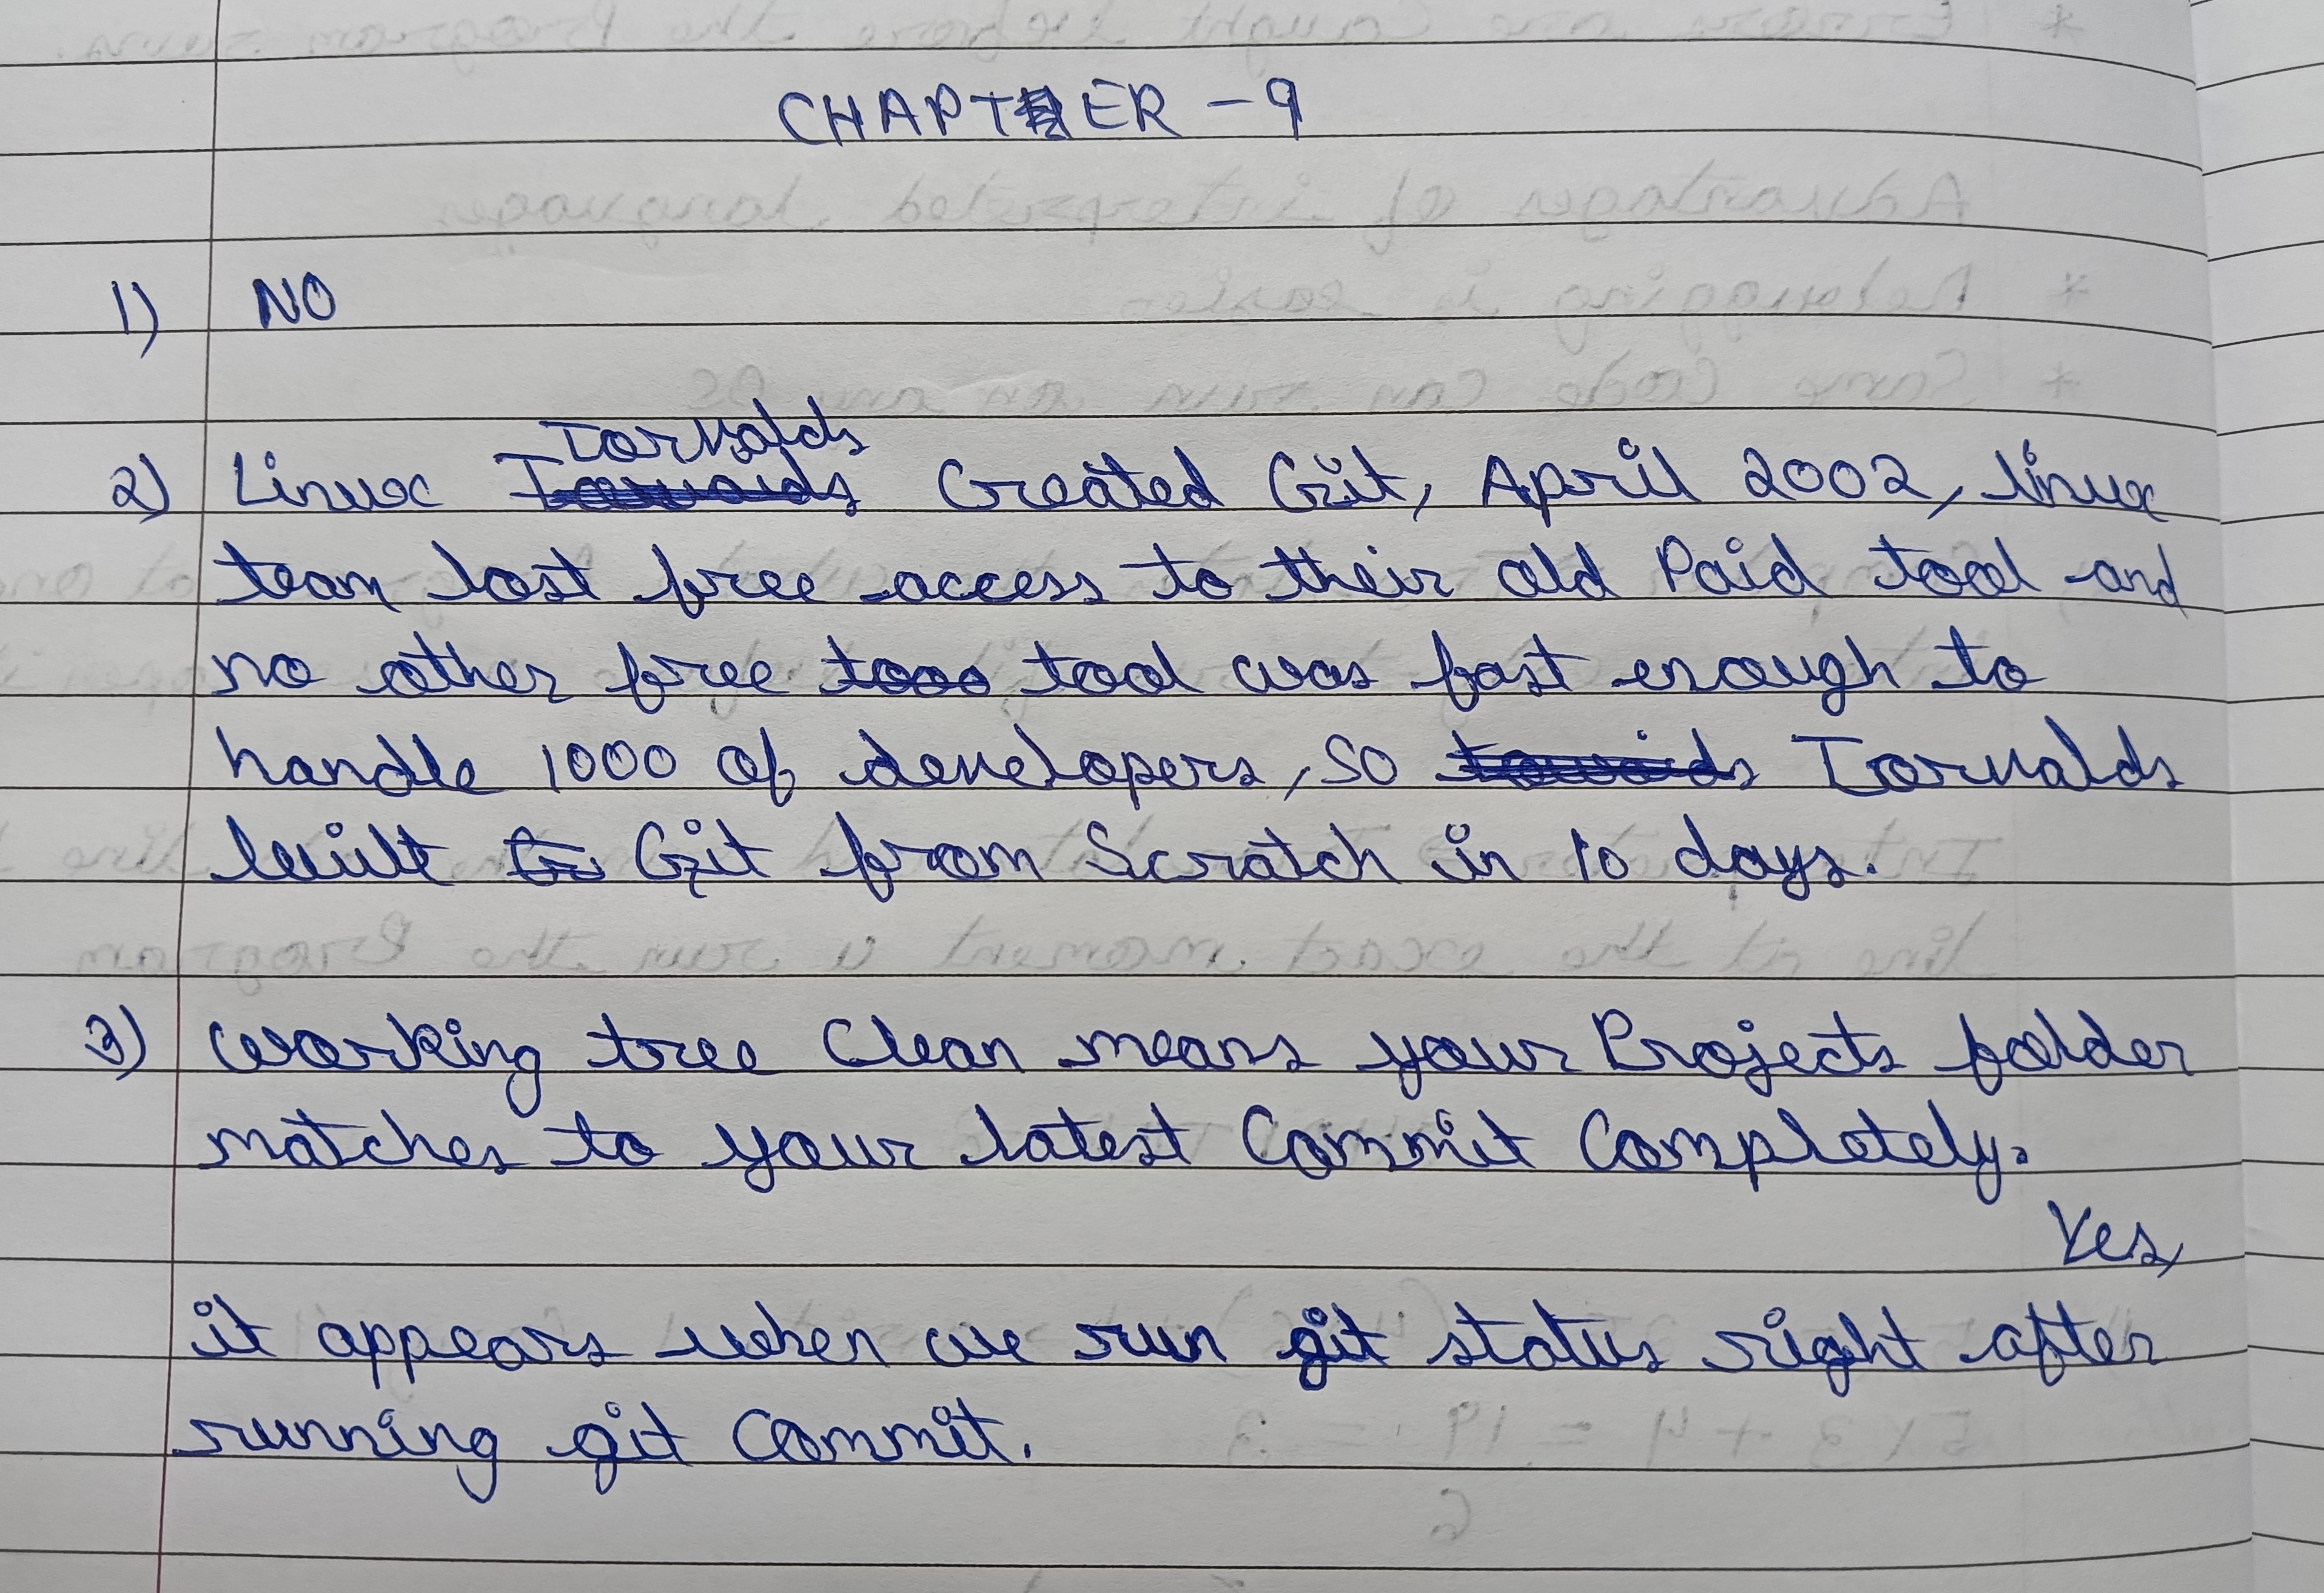 CHAPTER - 9
1) NO
Torvalds
2) Linux Created Git, April 2002, linux
team lost free access to their old Paid tool and
no other free tooo tool was fast enough to
handle 1000 of developers, So Torvalds
built Gi Git from Scratch in 10 days.
3) Working tree Clean means your Projects folder
matches to your latest Commit Completely.
Yes,
it appears when we run git status right after
running git Commit.